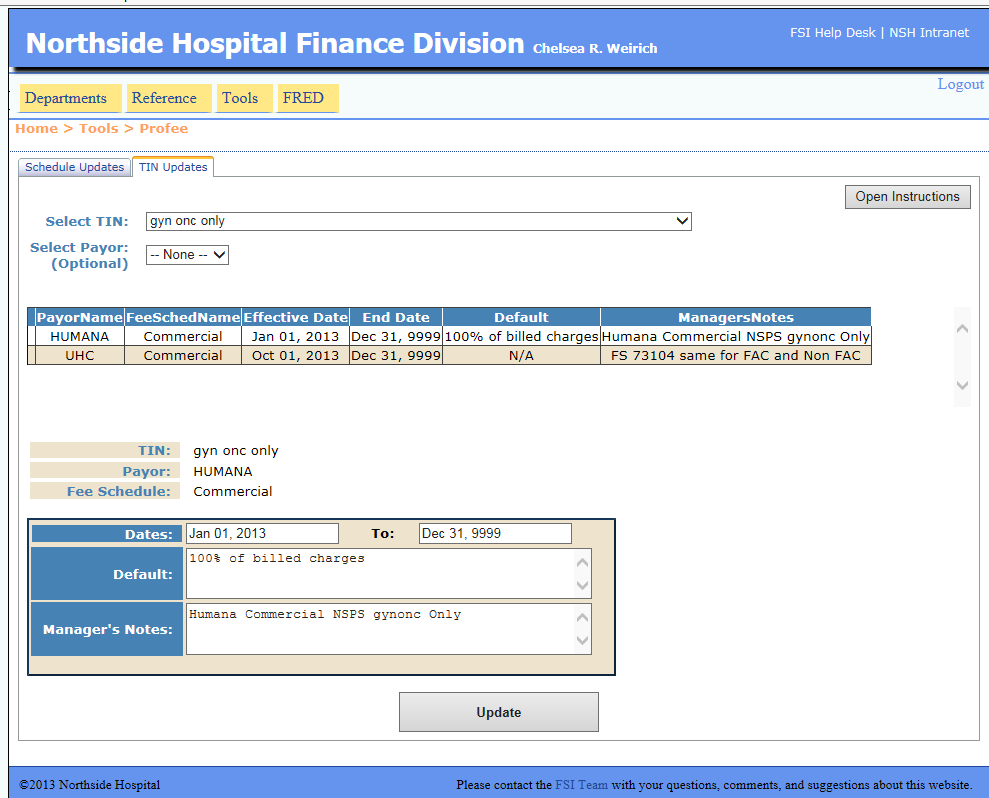 Northside Hospital Finance Division Chelsea R. Weirich
FSI Help Desk | NSH Intranet
Logout
Departments Reference Tools FRED
Home > Tools > Profee
Schedule Updates TIN Updates
Open Instructions
Select TIN: gyn onc only
Select Payor: -- None --
(Optional)
PayorName FeeSchedName Effective Date End Date Default ManagersNotes
HUMANA Commercial Jan 01, 2013 Dec 31, 9999 100% of billed charges Humana Commercial NSPS gynonc Only
UHC Commercial Oct 01, 2013 Dec 31, 9999 N/A FS 73104 same for FAC and Non FAC
TIN: gyn onc only
Payor: HUMANA
Fee Schedule: Commercial
Dates: Jan 01, 2013 To: Dec 31, 9999
Default: 100% of billed charges
Manager's Notes: Humana Commercial NSPS gynonc Only
Update
©2013 Northside Hospital Please contact the FSI Team with your questions, comments, and suggestions about this website.